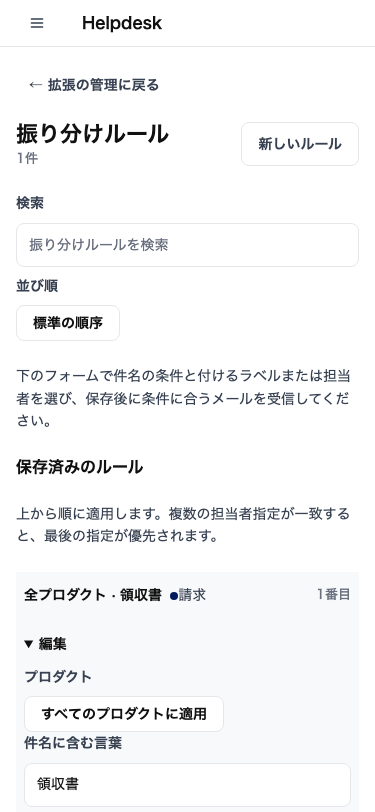 Helpdesk
← 拡張の管理に戻る
振り分けルール
1件
新しいルール
検索
振り分けルールを検索
並び順
標準の順序
下のフォームで件名の条件と付けるラベルまたは担当
者を選び、保存後に条件に合うメールを受信してくだ
さい。
保存済みのルール
上から順に適用します。複数の担当者指定が一致する
と、最後の指定が優先されます。
全プロダクト · 領収書 ●請求 1番目
▼ 編集
プロダクト
すべてのプロダクトに適用
件名に含む言葉
領収書